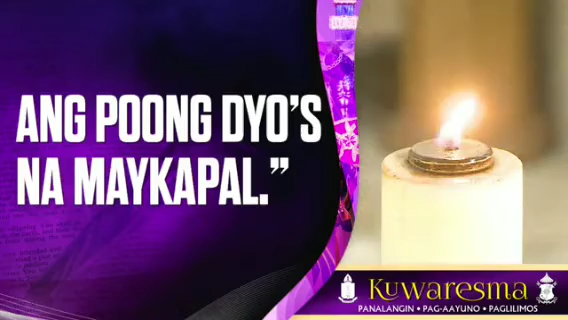 ANG POONG DYO'S
NA MAYKAPAL.”
Kuwaresma
PANALANGIN • PAG-AAYUNO • PAGLILIMOS